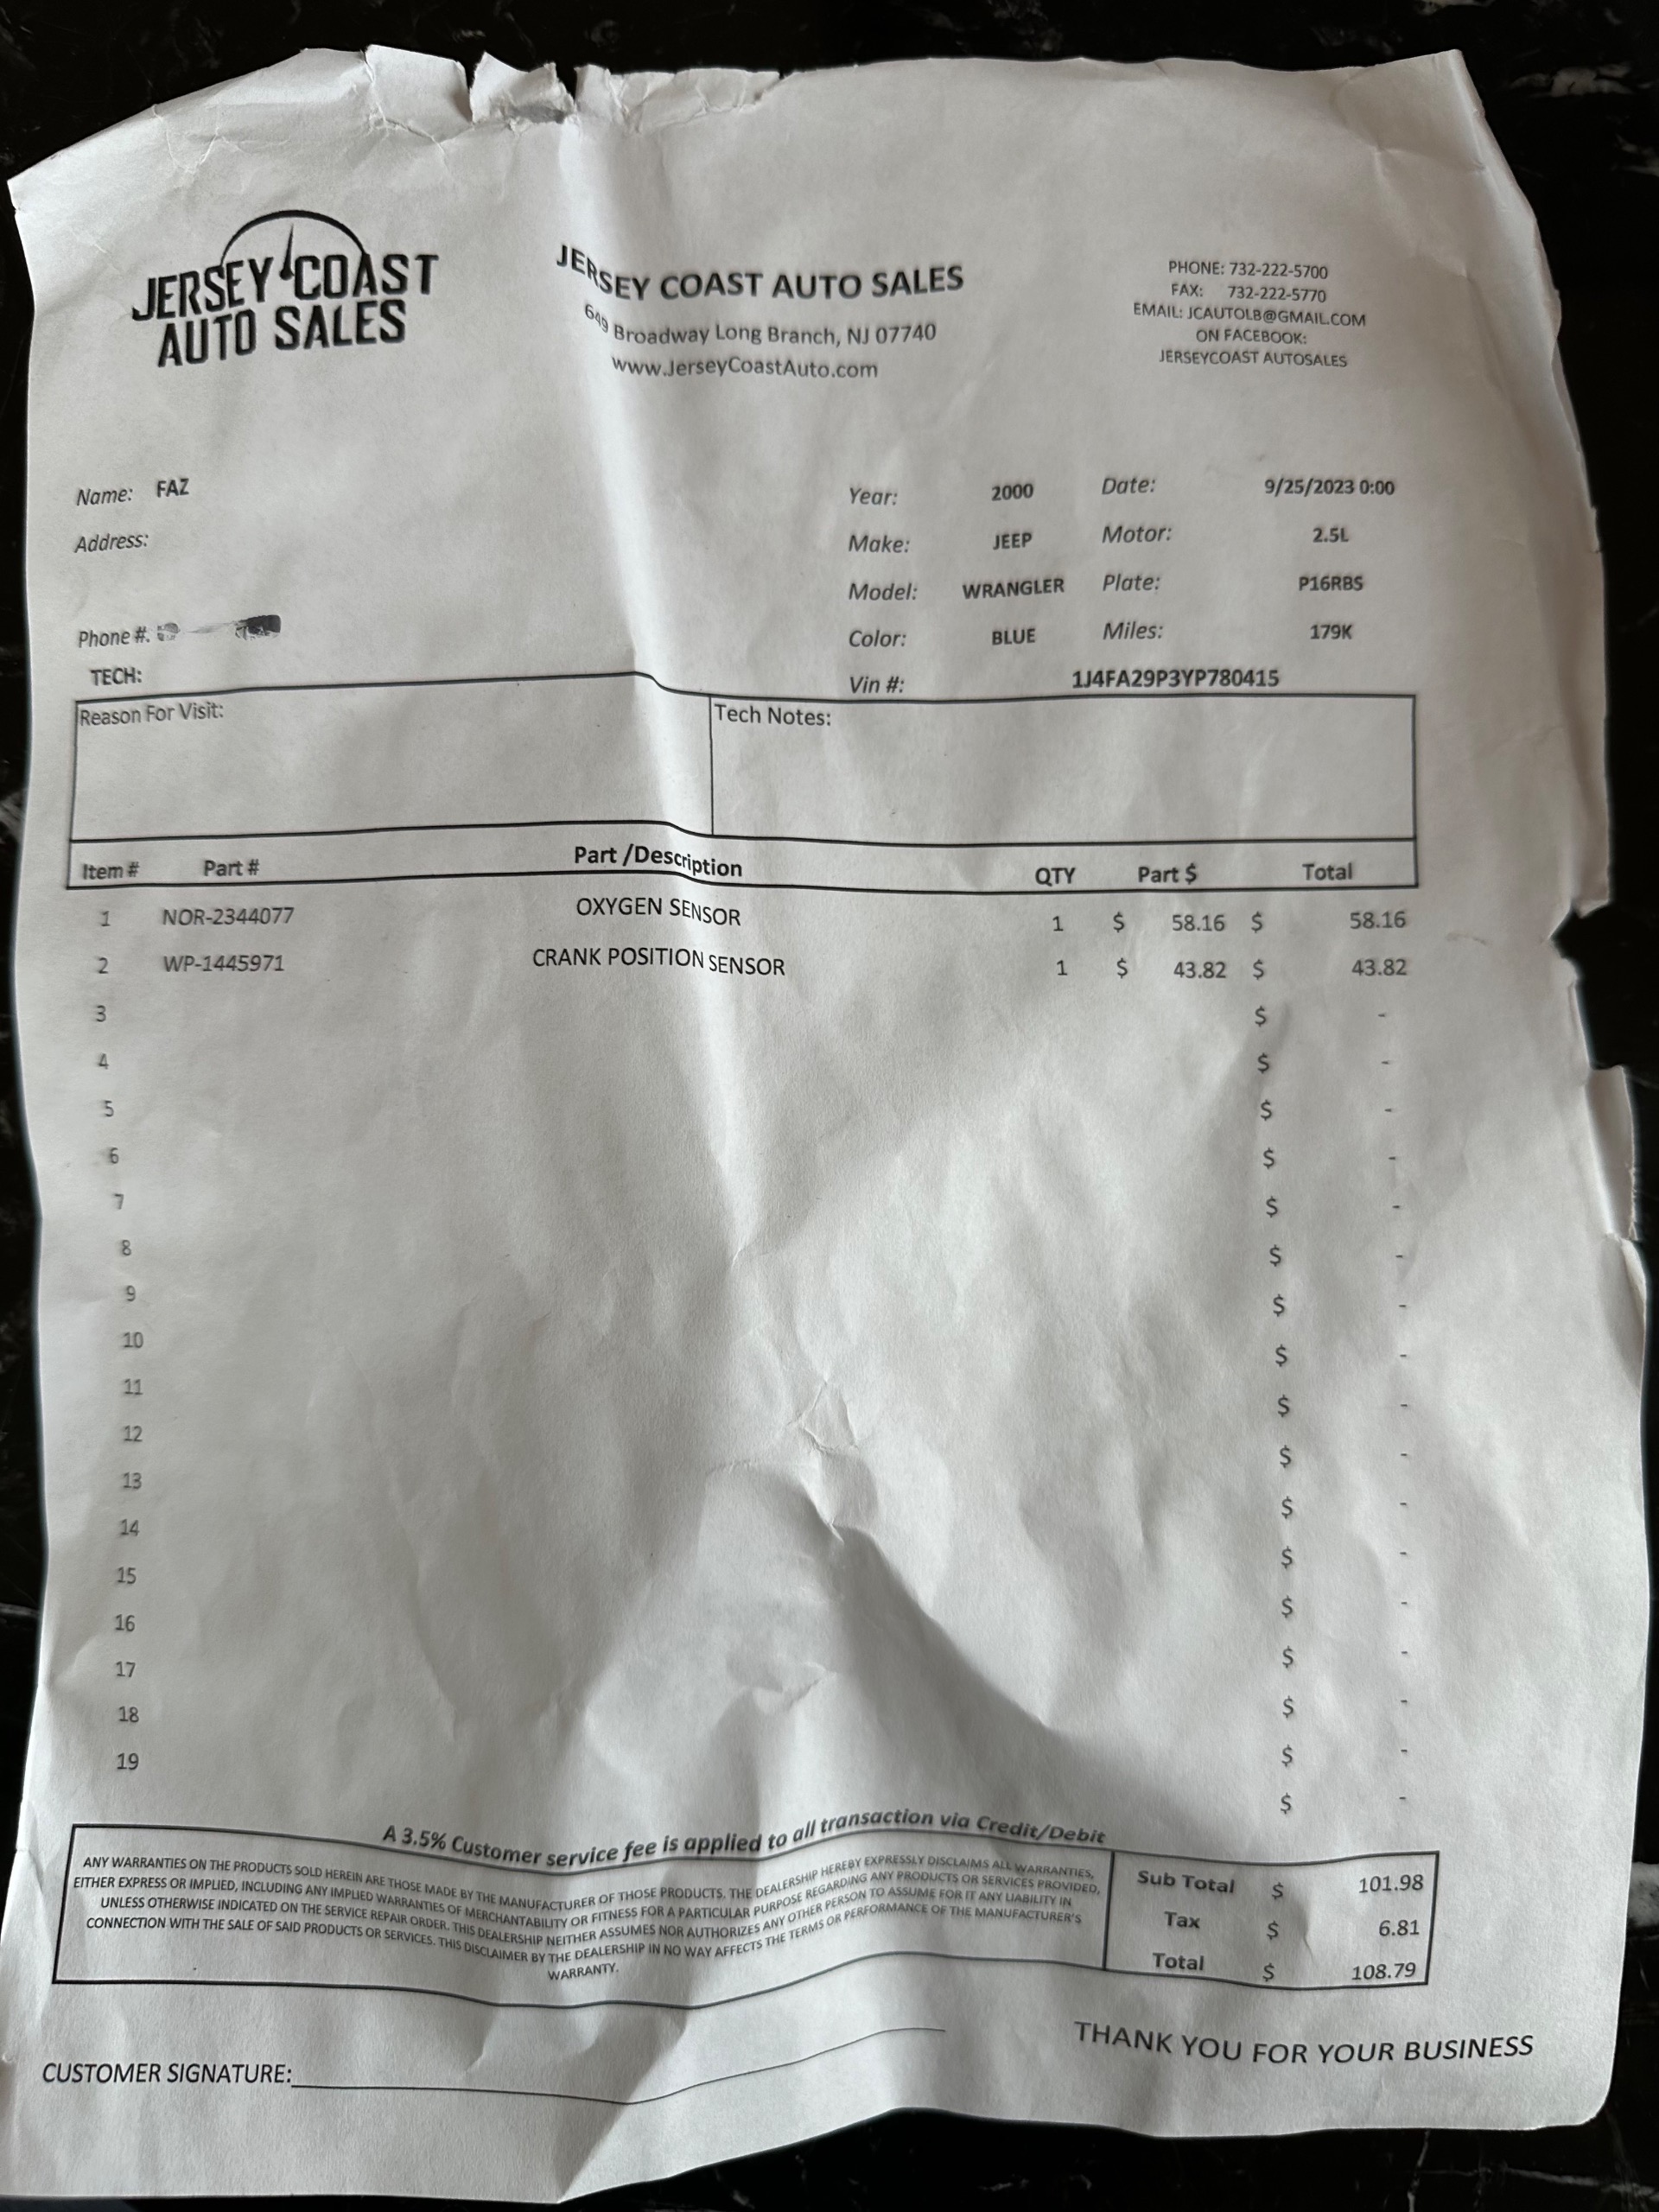 JERSEY COAST
AUTO SALES
JERSEY COAST AUTO SALES
649 Broadway Long Branch, NJ 07740
www.JerseyCoastAuto.com
PHONE: 732-222-5700
FAX: 732-222-5770
EMAIL: JCAUTOLB@GMAIL.COM
ON FACEBOOK:
JERSEYCOAST AUTOSALES
Name: FAZ
Address:
Phone #.
TECH:
Year: 2000 Date: 9/25/2023 0:00
Make: JEEP Motor: 2.5L
Model: WRANGLER Plate: P16RBS
Color: BLUE Miles: 179K
Vin #: 1J4FA29P3YP780415
Reason For Visit: Tech Notes:
Item # Part # Part /Description QTY Part $ Total
1 NOR-2344077 OXYGEN SENSOR 1 $ 58.16 $ 58.16
2 WP-1445971 CRANK POSITION SENSOR 1 $ 43.82 $ 43.82
3 $ -
4 $ -
5 $ -
6 $ -
7 $ -
8 $ -
9 $ -
10 $ -
11 $ -
12 $ -
13 $ -
14 $ -
15 $ -
16 $ -
17 $ -
18 $ -
19 $ -
$ -
A 3.5% Customer service fee is applied to all transaction via Credit/Debit
ANY WARRANTIES ON THE PRODUCTS SOLD HEREIN ARE THOSE MADE BY THE MANUFACTURER OF THOSE PRODUCTS. THE DEALERSHIP HEREBY EXPRESSLY DISCLAIMS ALL WARRANTIES,
EITHER EXPRESS OR IMPLIED, INCLUDING ANY IMPLIED WARRANTIES OF MERCHANTABILITY OR FITNESS FOR A PARTICULAR PURPOSE REGARDING ANY PRODUCTS OR SERVICES PROVIDED,
UNLESS OTHERWISE INDICATED ON THE SERVICE REPAIR ORDER. THIS DEALERSHIP NEITHER ASSUMES NOR AUTHORIZES ANY OTHER PERSON TO ASSUME FOR IT ANY LIABILITY IN
CONNECTION WITH THE SALE OF SAID PRODUCTS OR SERVICES. THIS DISCLAIMER BY THE DEALERSHIP IN NO WAY AFFECTS THE TERMS OR PERFORMANCE OF THE MANUFACTURER'S
WARRANTY.
Sub Total $ 101.98
Tax $ 6.81
Total $ 108.79
THANK YOU FOR YOUR BUSINESS
CUSTOMER SIGNATURE: